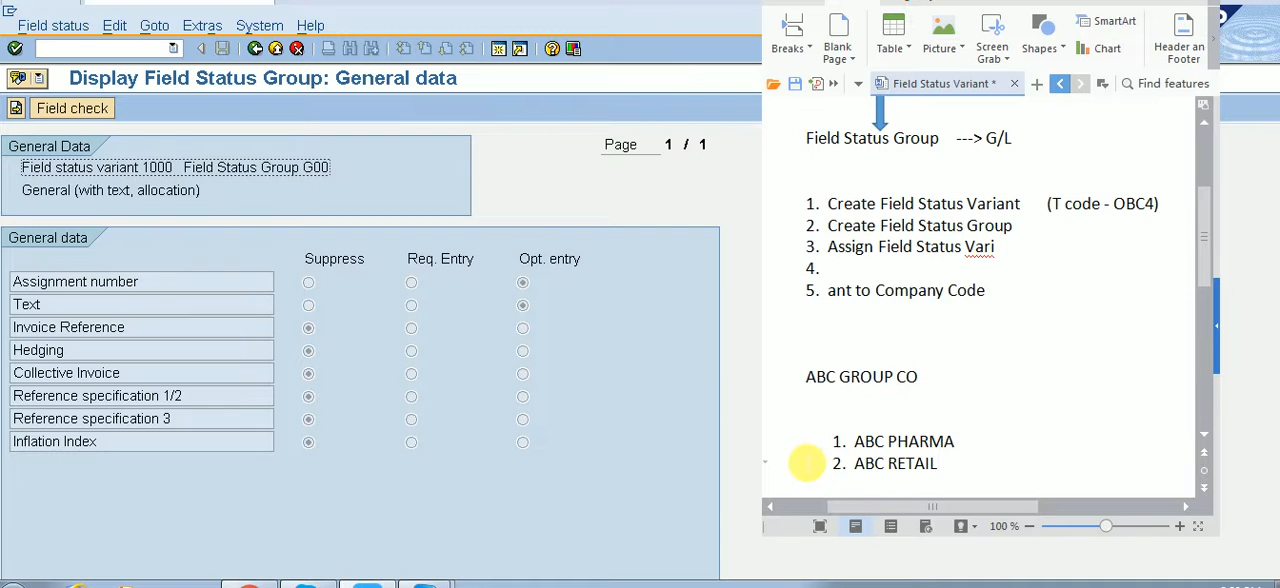 Field status Edit Goto Extras System Help
Display Field Status Group: General data
Field check
General Data
Field status variant 1000 Field Status Group G00
General (with text, allocation)
Page 1 / 1
General data
Suppress Req. Entry Opt. entry
Assignment number
Text
Invoice Reference
Hedging
Collective Invoice
Reference specification 1/2
Reference specification 3
Inflation Index
Breaks Blank Page Table Picture Screen Grab Shapes SmartArt Chart Header an Footer
Field Status Variant * Find features
Field Status Group ---> G/L
1. Create Field Status Variant (T code - OBC4)
2. Create Field Status Group
3. Assign Field Status Vari
4.
5. ant to Company Code
ABC GROUP CO
1. ABC PHARMA
2. ABC RETAIL
100 %